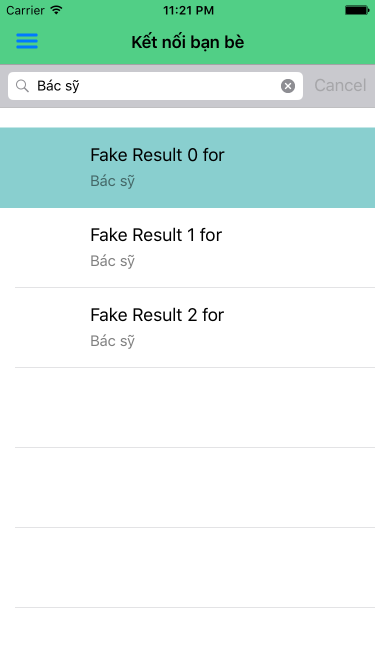 Carrier 11:21 PM
Kết nối bạn bè
Bác sỹ Cancel
Fake Result 0 for
Bác sỹ
Fake Result 1 for
Bác sỹ
Fake Result 2 for
Bác sỹ